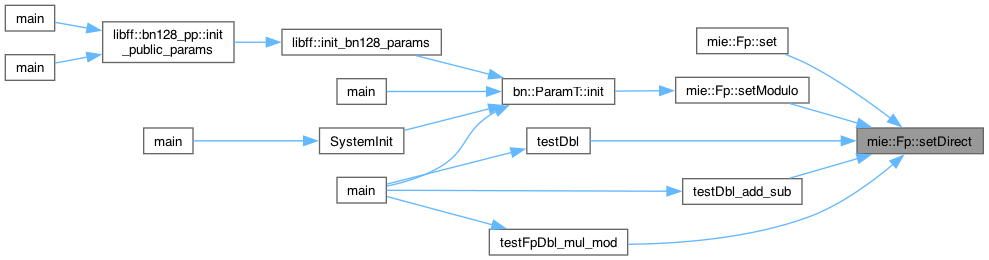 main
main
libff::bn128_pp::init
_public_params
libff::init_bn128_params
main
main
SystemInit
main
bn::ParamT::init
testDbl
testFpDbl_mul_mod
mie::Fp::set
mie::Fp::setModulo
testDbl_add_sub
mie::Fp::setDirect